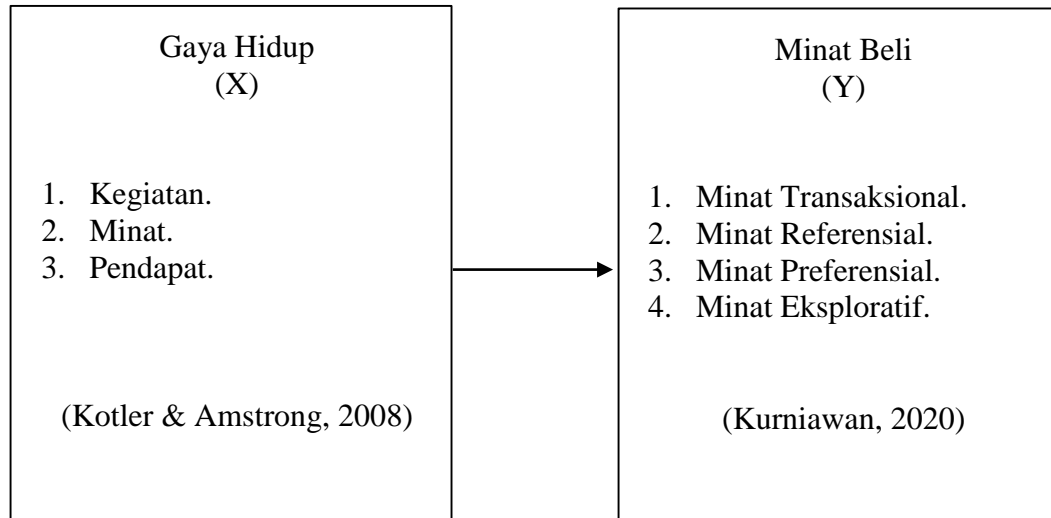 Gaya Hidup
(X)
1. Kegiatan.
2. Minat.
3. Pendapat.
(Kotler & Amstrong, 2008)
Minat Beli
(Y)
1. Minat Transaksional.
2. Minat Referensial.
3. Minat Preferensial.
4. Minat Eksploratif.
(Kurniawan, 2020)